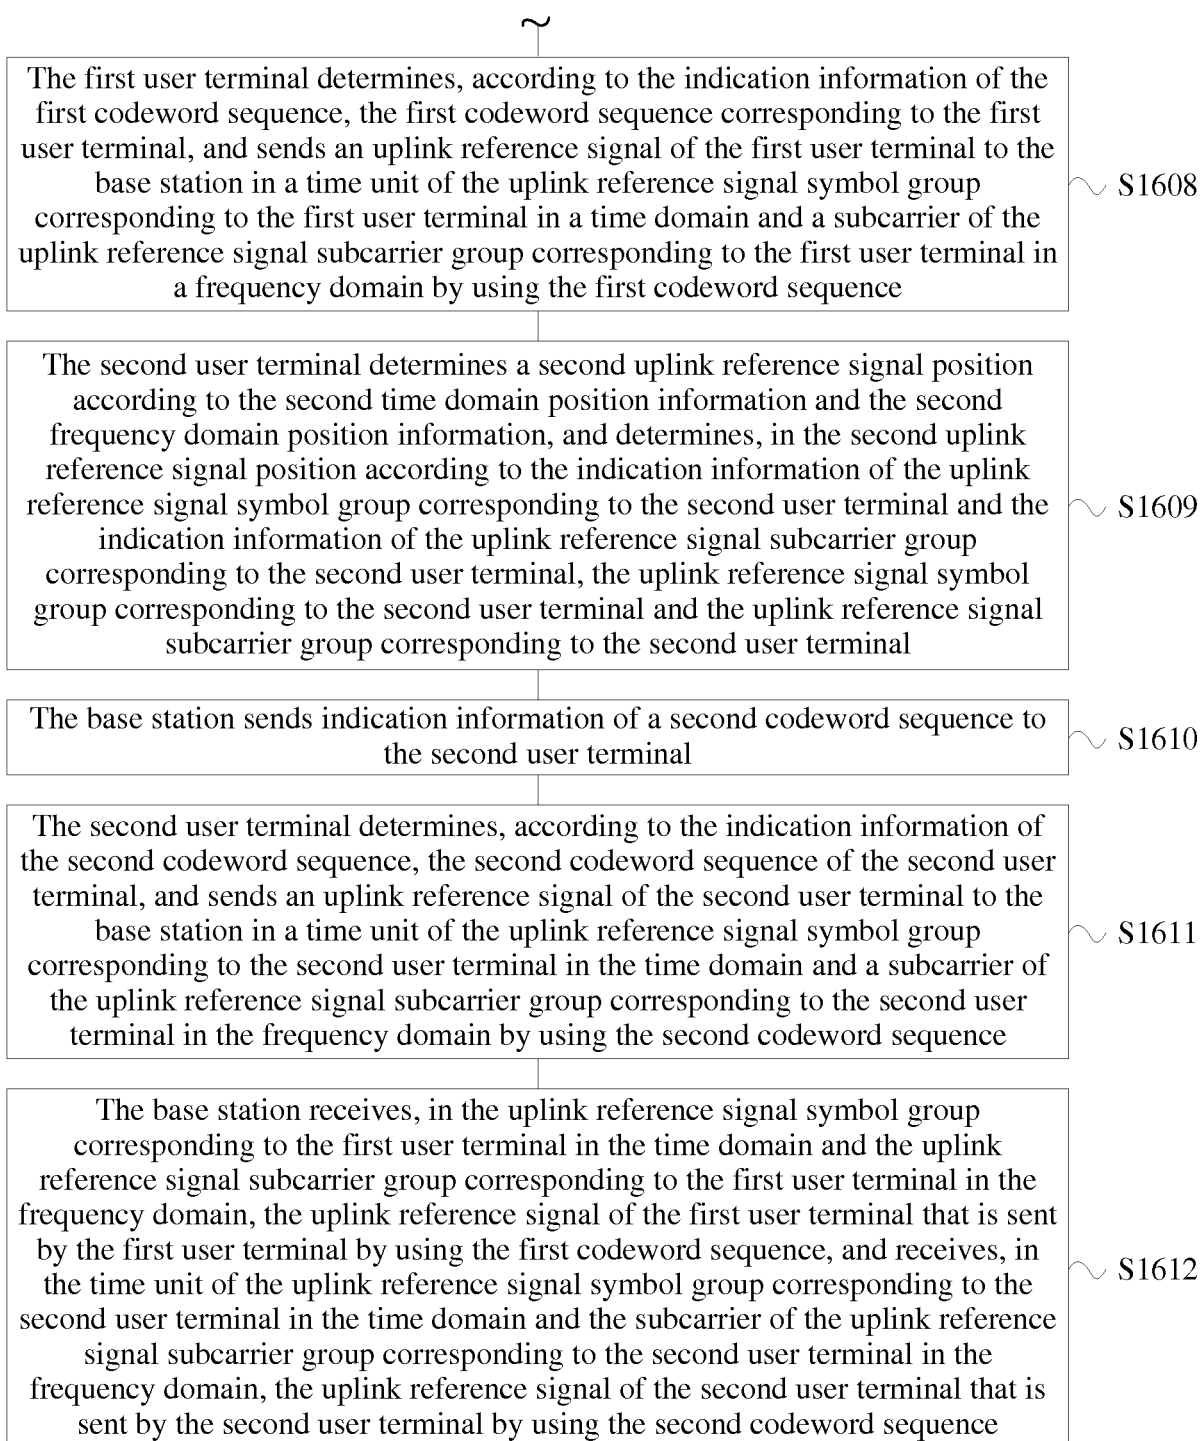 The first user terminal determines, according to the indication information of the
first codeword sequence, the first codeword sequence corresponding to the first
user terminal, and sends an uplink reference signal of the first user terminal to the
base station in a time unit of the uplink reference signal symbol group
corresponding to the first user terminal in a time domain and a subcarrier of the
uplink reference signal subcarrier group corresponding to the first user terminal in
a frequency domain by using the first codeword sequence
S1608
The second user terminal determines a second uplink reference signal position
according to the second time domain position information and the second
frequency domain position information, and determines, in the second uplink
reference signal position according to the indication information of the uplink
reference signal symbol group corresponding to the second user terminal and the
indication information of the uplink reference signal subcarrier group
corresponding to the second user terminal, the uplink reference signal symbol
group corresponding to the second user terminal and the uplink reference signal
subcarrier group corresponding to the second user terminal
S1609
The base station sends indication information of a second codeword sequence to
the second user terminal
S1610
The second user terminal determines, according to the indication information of
the second codeword sequence, the second codeword sequence of the second user
terminal, and sends an uplink reference signal of the second user terminal to the
base station in a time unit of the uplink reference signal symbol group
corresponding to the second user terminal in the time domain and a subcarrier of
the uplink reference signal subcarrier group corresponding to the second user
terminal in the frequency domain by using the second codeword sequence
S1611
The base station receives, in the uplink reference signal symbol group
corresponding to the first user terminal in the time domain and the uplink
reference signal subcarrier group corresponding to the first user terminal in the
frequency domain, the uplink reference signal of the first user terminal that is sent
by the first user terminal by using the first codeword sequence, and receives, in
the time unit of the uplink reference signal symbol group corresponding to the
second user terminal in the time domain and the subcarrier of the uplink reference
signal subcarrier group corresponding to the second user terminal in the
frequency domain, the uplink reference signal of the second user terminal that is
sent by the second user terminal by using the second codeword sequence
S1612